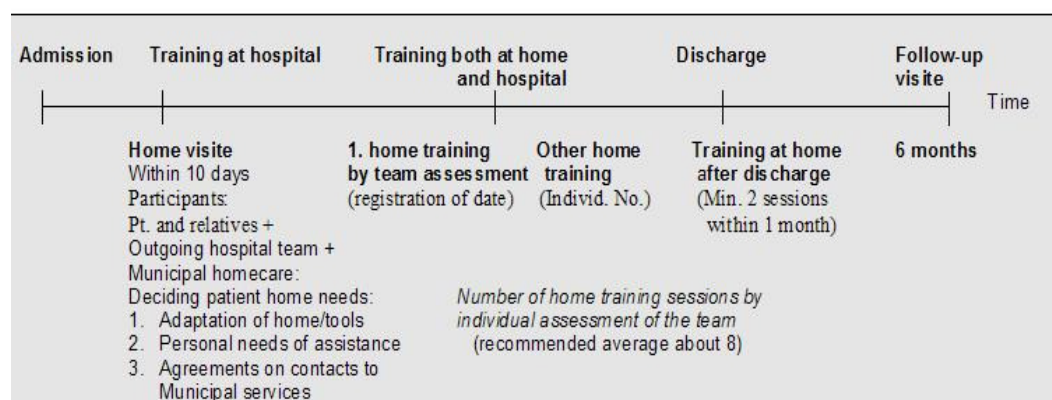 Admission Training at hospital Training both at home Discharge Follow-up
and hospital visite
Time
Home visite 1. home training Other home Training at home 6 months
Within 10 days by team assessment training after discharge
Participants: (registration of date) (Individ. No.) (Min. 2 sessions
Pt. and relatives + within 1 month)
Outgoing hospital team +
Municipal homecare:
Deciding patient home needs: Number of home training sessions by
1. Adaptation of home/tools individual assessment of the team
2. Personal needs of assistance (recommended average about 8)
3. Agreements on contacts to
Municipal services